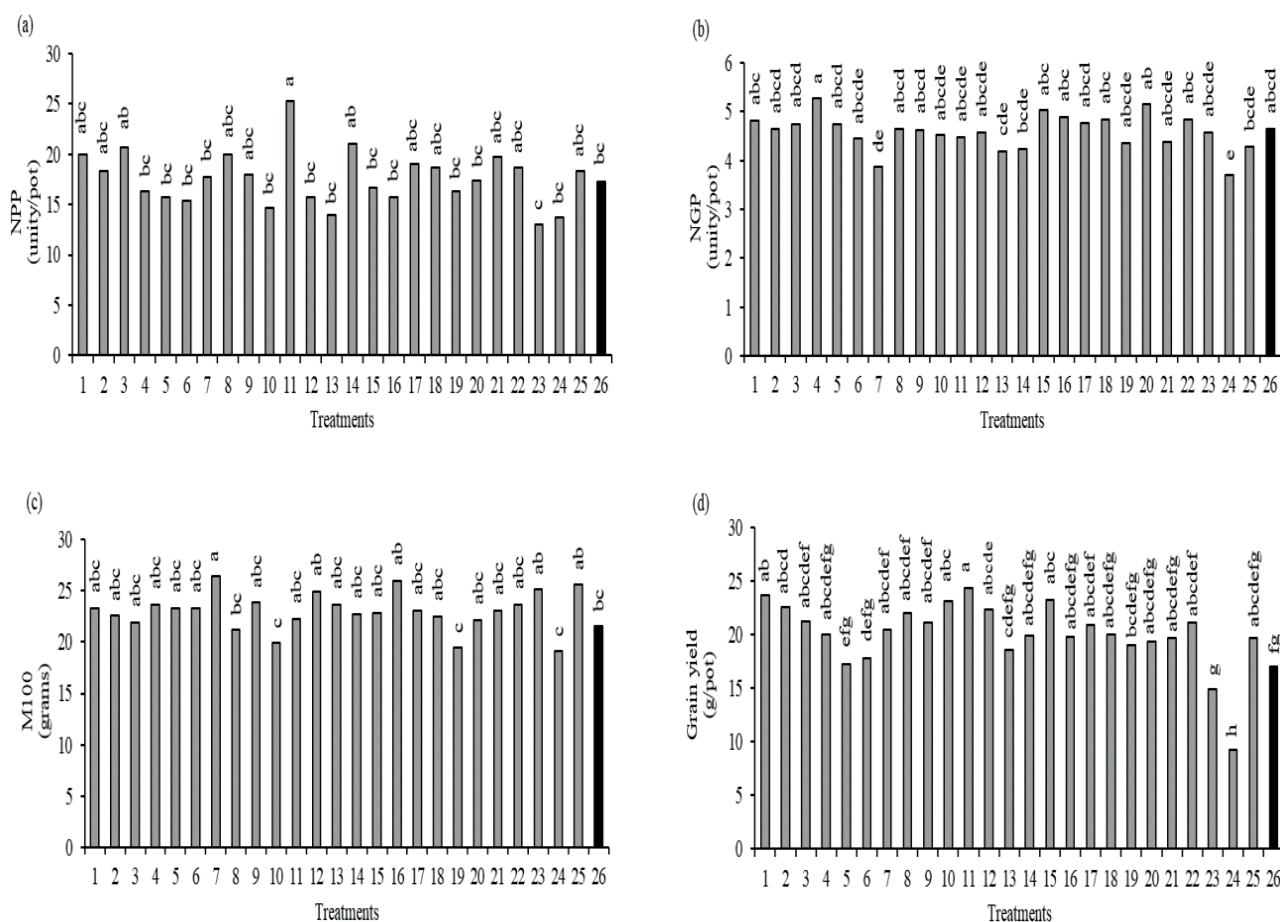 (a)
30
25
20
15
10
5
0
NPP
(unity/pot)
abc
abc
ab
bc
bc
bc
bc
abc
abc
bc
a
bc
bc
ab
bc
bc
abc
abc
bc
bc
abc
abc
c
bc
abc
bc
1 2 3 4 5 6 7 8 9 10 11 12 13 14 15 16 17 18 19 20 21 22 23 24 25 26
Treatments
(b)
6
5
4
3
2
1
0
NGP
(unity/pot)
abc
abcd
abcd
a
abcd
abcde
de
abcd
abcd
abcde
abcde
abcde
cde
bcde
abc
abc
abcd
abc
abcde
ab
abcde
abc
abcde
e
bcde
abcd
1 2 3 4 5 6 7 8 9 10 11 12 13 14 15 16 17 18 19 20 21 22 23 24 25 26
Treatments
(c)
30
25
20
15
10
5
0
M100
(grams)
abc
abc
abc
abc
abc
abc
a
bc
abc
c
abc
ab
abc
abc
abc
ab
abc
abc
c
abc
abc
abc
ab
c
ab
bc
1 2 3 4 5 6 7 8 9 10 11 12 13 14 15 16 17 18 19 20 21 22 23 24 25 26
Treatments
(d)
30
25
20
15
10
5
0
Grain yield
(g/pot)
ab
abcd
abcdef
abcdefg
efg
defg
abcdef
abcdef
abcdef
abc
a
abcde
cdefg
abcdefg
abc
abcdefg
abcdef
abcdefg
bcdefg
abcdefg
abcdefg
abcdef
g
h
abcdefg
fg
1 2 3 4 5 6 7 8 9 10 11 12 13 14 15 16 17 18 19 20 21 22 23 24 25 26
Treatments